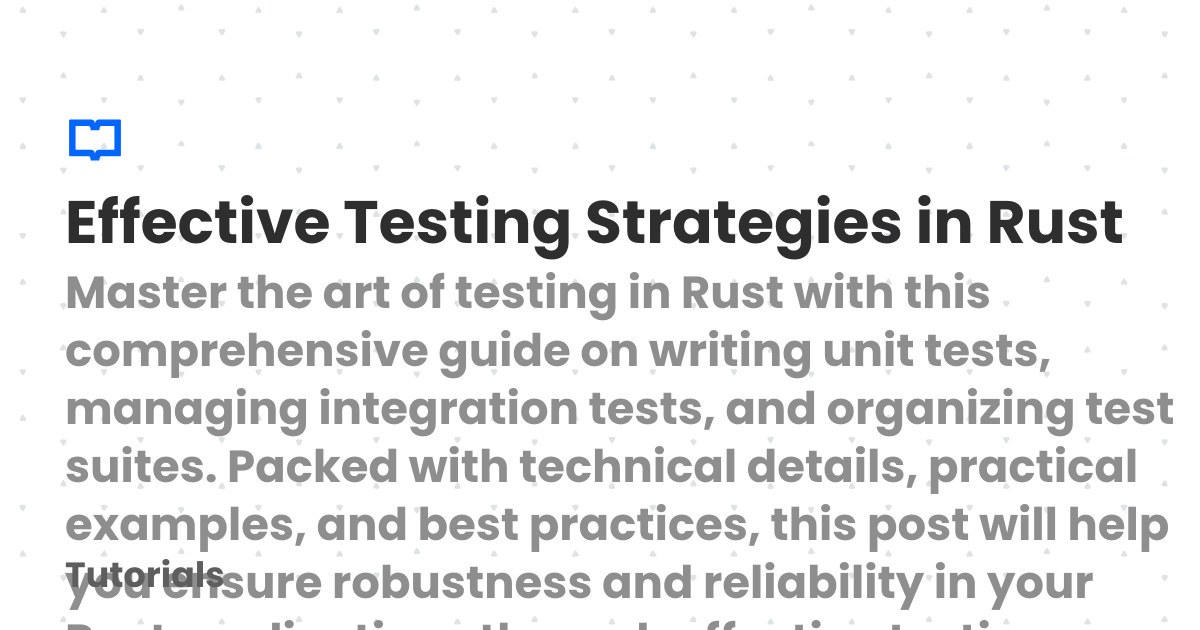 Effective Testing Strategies in Rust
Master the art of testing in Rust with this
comprehensive guide on writing unit tests,
managing integration tests, and organizing test
suites. Packed with technical details, practical
examples, and best practices, this post will help
Tutorials
you ensure robustness and reliability in your